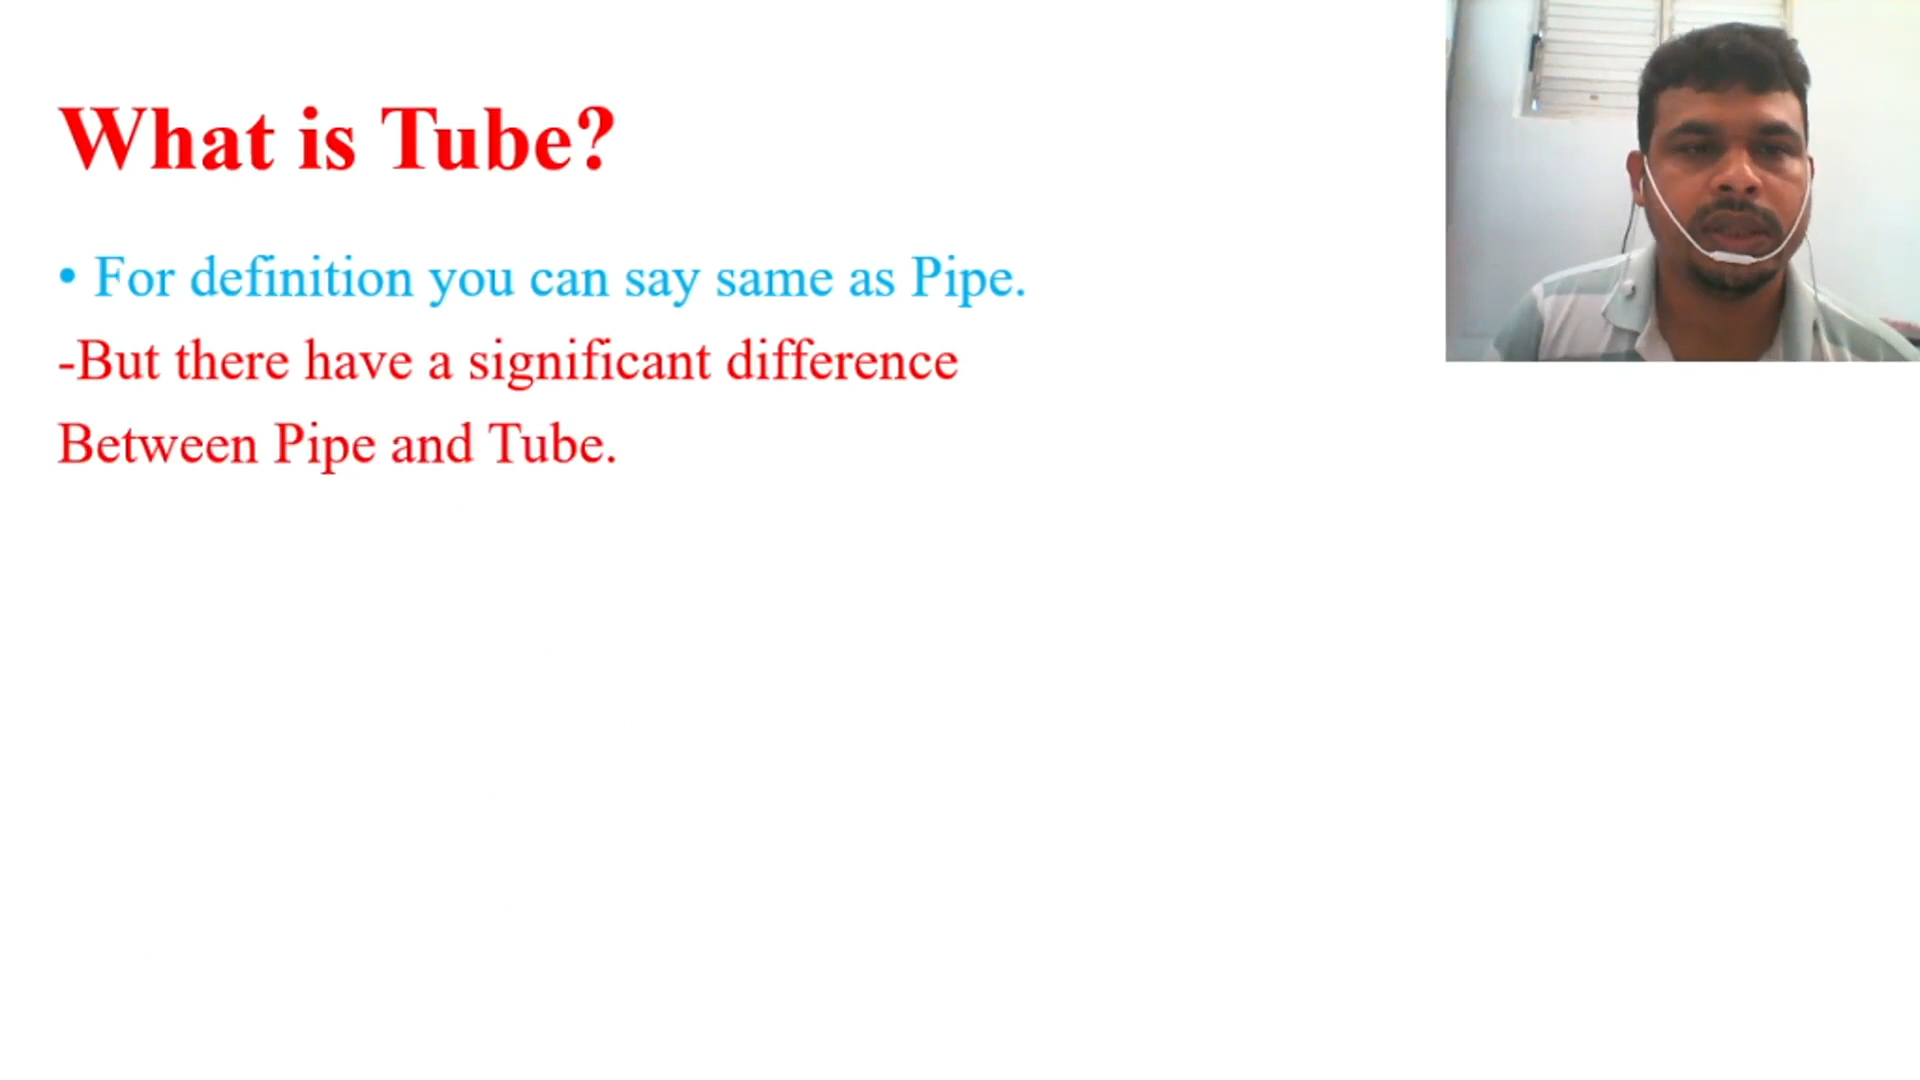 What is Tube?
• For definition you can say same as Pipe.
-But there have a significant difference
Between Pipe and Tube.